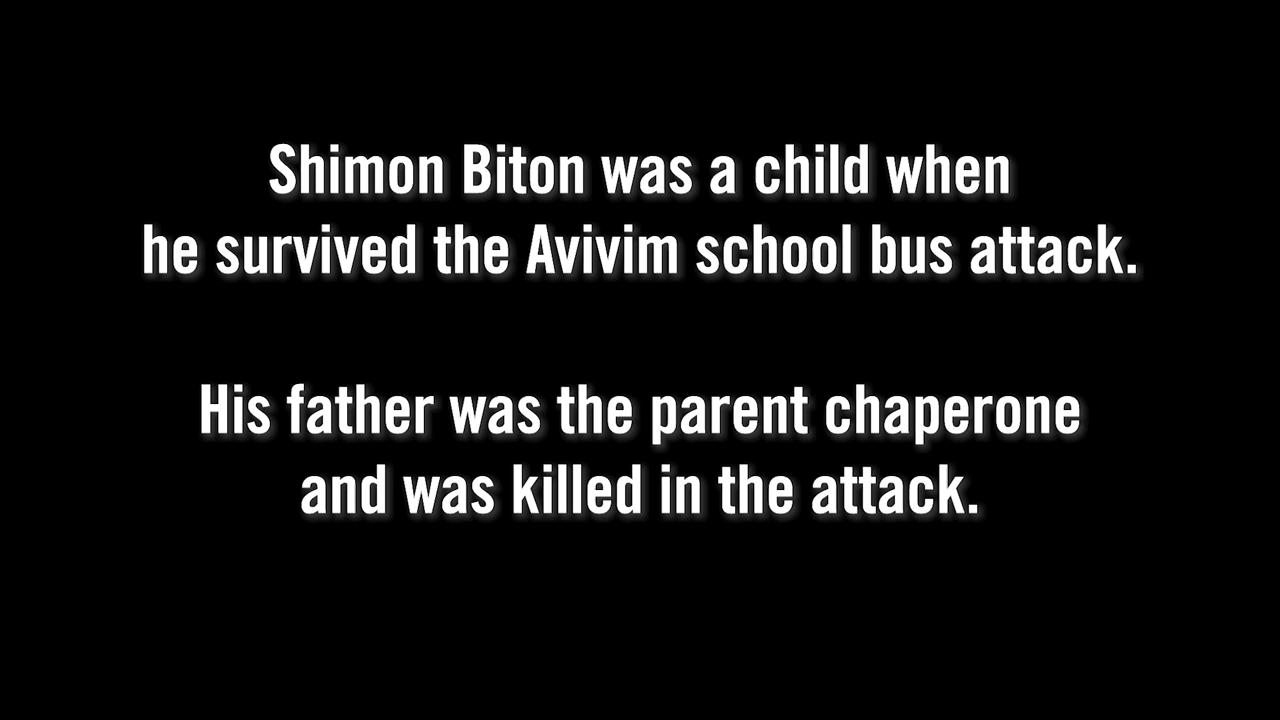 Shimon Biton was a child when
he survived the Avivim school bus attack.
His father was the parent chaperone
and was killed in the attack.